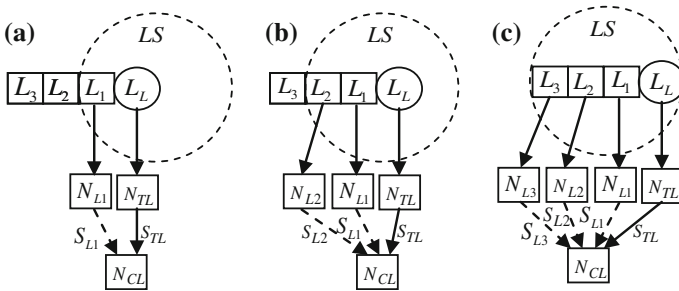 (a) LS (b) LS (c) LS
L3 L2 L1 LL L3 L2 L1 LL L3 L2 L1 LL
NL1 NTL NL2 NL1 NTL NL3 NL2 NL1 NTL
SL1 STL SL2 SL1 STL SL3 SL2 SL1 STL
NCL NCL NCL